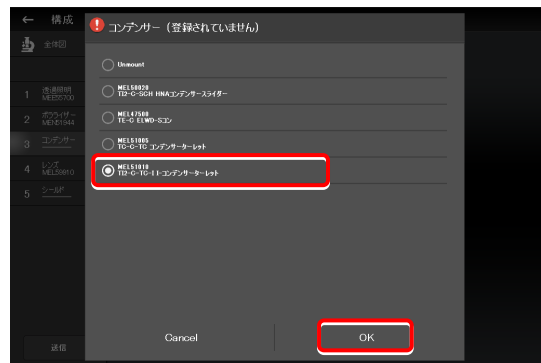 ← 構成
全体図
1 透過照明
MEE55700
2 ポラライザー
MEN51944
3 コンデンサー
4 レンズ
MEL59910
5 シールド
送信
コンデンサー（登録されていません）
Unmount
MEL50920
TI2-C-SCH HNAコンデンサースライダー
MEL47500
TE-C ELWD-Sコン
MEL51005
TC-C-TC コンデンサーターレット
MEL51010
TI2-C-TC-I I-コンデンサーターレット
Cancel
OK